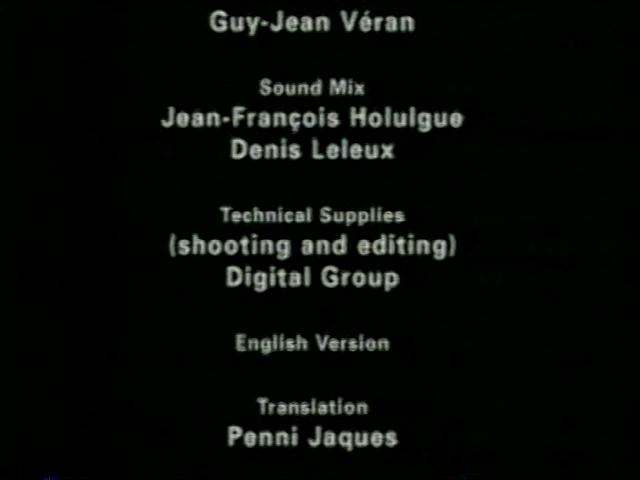 Guy-Jean Véran
Sound Mix
Jean-François Holulgue
Denis Leleux
Technical Supplies
(shooting and editing)
Digital Group
English Version
Translation
Penni Jaques